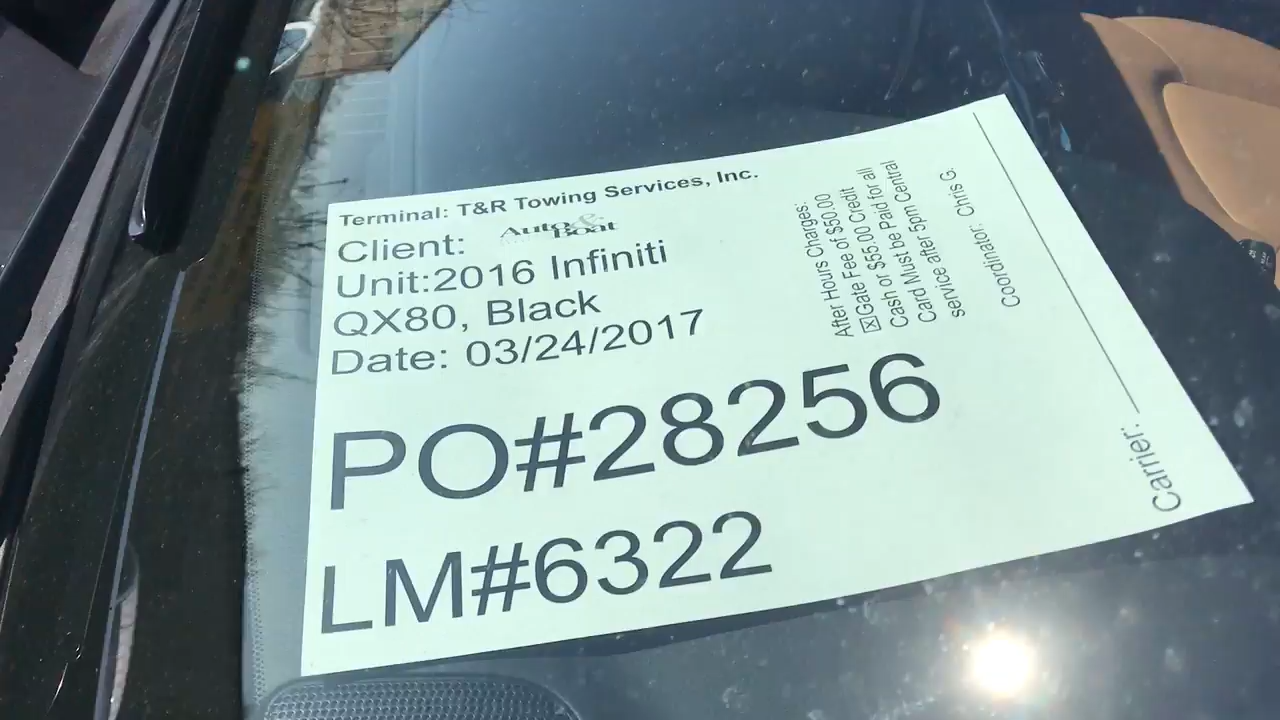 Terminal: T&R Towing Services, Inc.
Client: Auto & Boat
Unit:2016 Infiniti
QX80, Black
Date: 03/24/2017
PO#28256
LM#6322
After Hours Charges:
☒Gate Fee of $50.00
Cash or $55.00 Credit
Card Must be Paid for all
service after 5pm Central
Coordinator: Chris G.
Carrier: